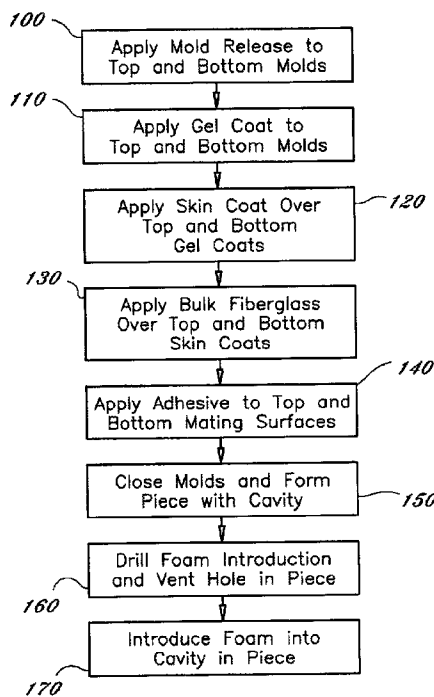 100
Apply Mold Release to
Top and Bottom Molds
110
Apply Gel Coat to
Top and Bottom Molds
120
Apply Skin Coat Over
Top and Bottom
Gel Coats
130
Apply Bulk Fiberglass
Over Top and Bottom
Skin Coats
140
Apply Adhesive to Top and
Bottom Mating Surfaces
Close Molds and Form
Piece with Cavity
150
Drill Foam Introduction
and Vent Hole in Piece
160
Introduce Foam into
Cavity in Piece
170